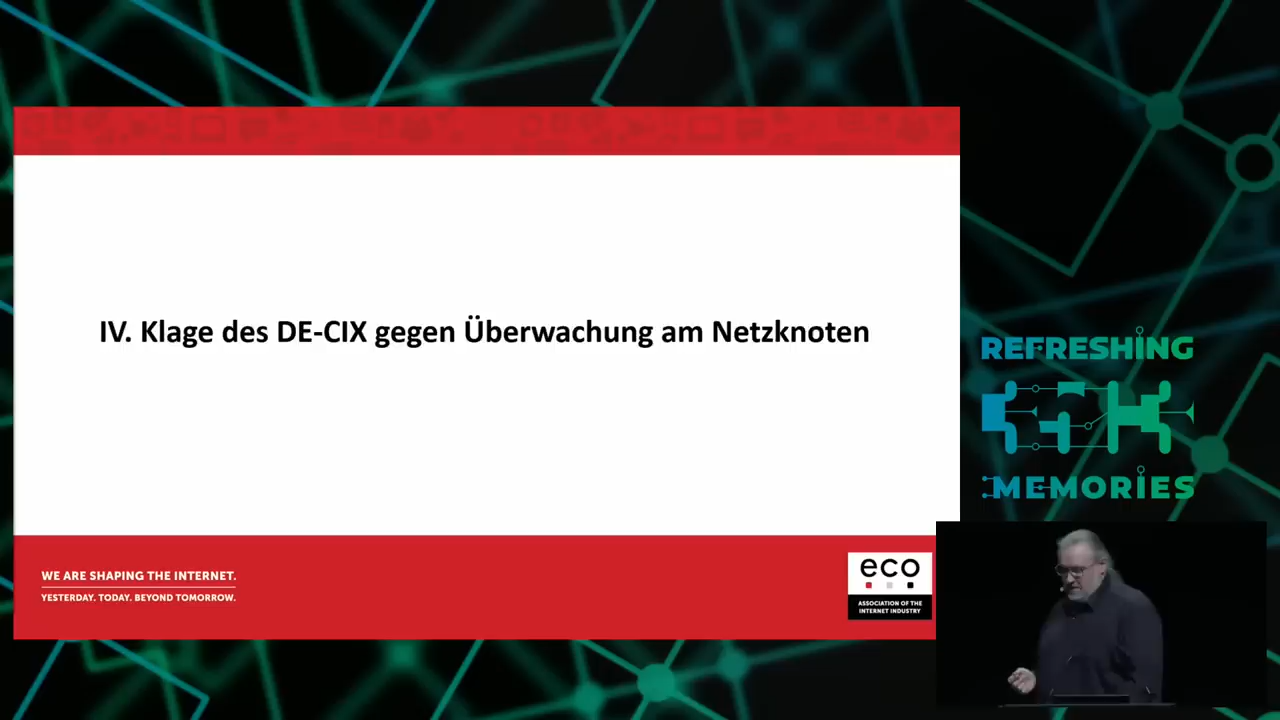 IV. Klage des DE-CIX gegen Überwachung am Netzknoten
WE ARE SHAPING THE INTERNET.
YESTERDAY. TODAY. BEYOND TOMORROW.
eco
ASSOCIATION OF THE
INTERNET INDUSTRY
REFRESHING
MEMORIES